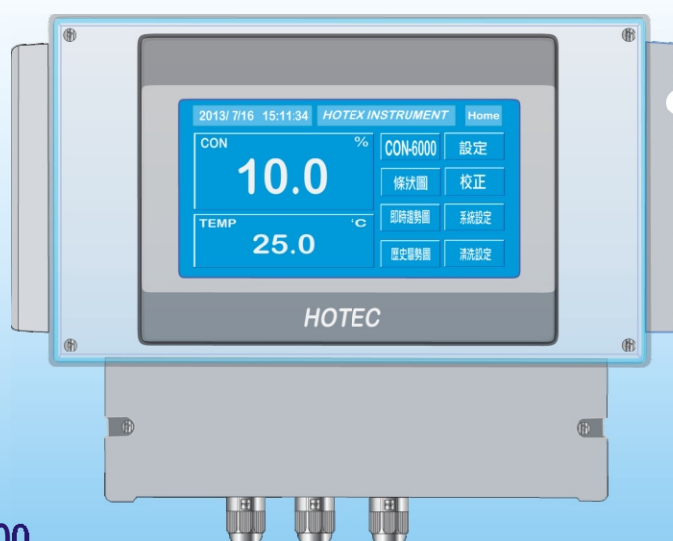 2013/ 7/16 15:11:34 HOTEX INSTRUMENT Home
CON %
10.0
TEMP °C
25.0
CON-6000 設定
條狀圖 校正
即時趨勢圖 系統設定
歷史趨勢圖 清洗設定
HOTEC
00